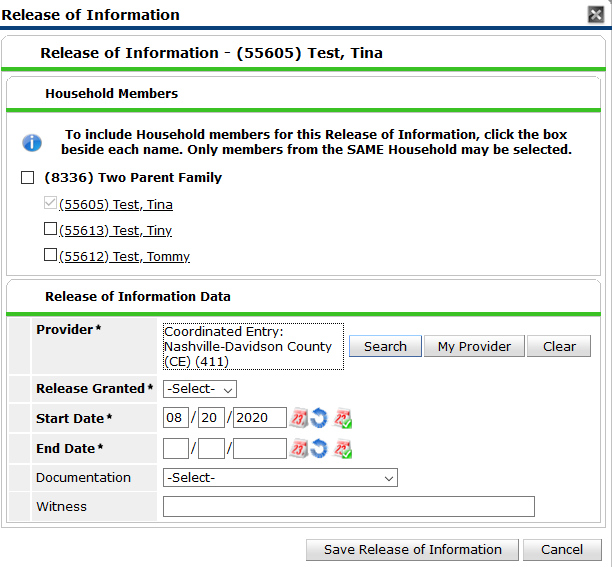 Release of Information
Release of Information - (55605) Test, Tina
Household Members
To include Household members for this Release of Information, click the box
beside each name. Only members from the SAME Household may be selected.
(8336) Two Parent Family
(55605) Test, Tina
(55613) Test, Tiny
(55612) Test, Tommy
Release of Information Data
Provider*
Coordinated Entry:
Nashville-Davidson County
(CE) (411)
Search My Provider Clear
Release Granted* -Select-
Start Date* 08 / 20 / 2020
End Date* / /
Documentation -Select-
Witness
Save Release of Information Cancel